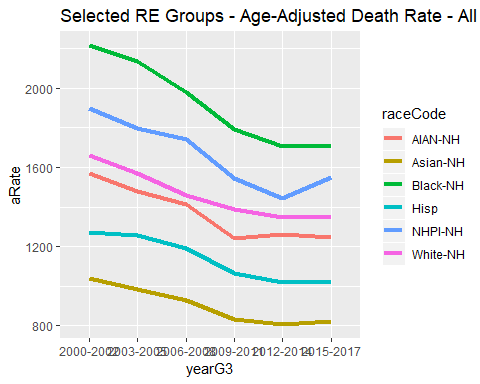 Selected RE Groups - Age-Adjusted Death Rate - All
2000
1600
1200
800
aRate
2000-2002
2003-2005
2006-2008
2009-2011
2012-2014
2015-2017
yearG3
raceCode
AIAN-NH
Asian-NH
Black-NH
Hisp
NHPI-NH
White-NH